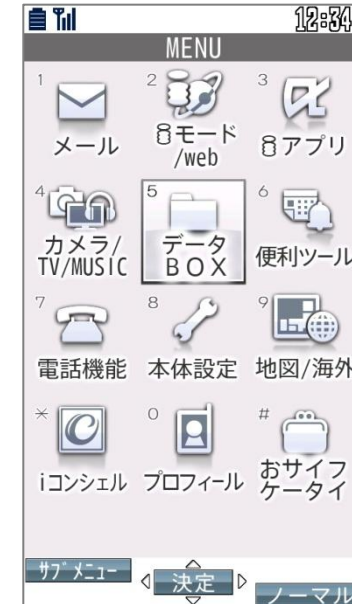 12:34
MENU
1
2
3
メール
iモード
/web
iアプリ
4
5
6
カメラ/
TV/MUSIC
データ
BOX
便利ツール
7
8
9
電話機能
本体設定
地図/海外
*
0
#
iコンシェル
プロフィール
おサイフ
ケータイ
サブメニュー
決定
ノーマル